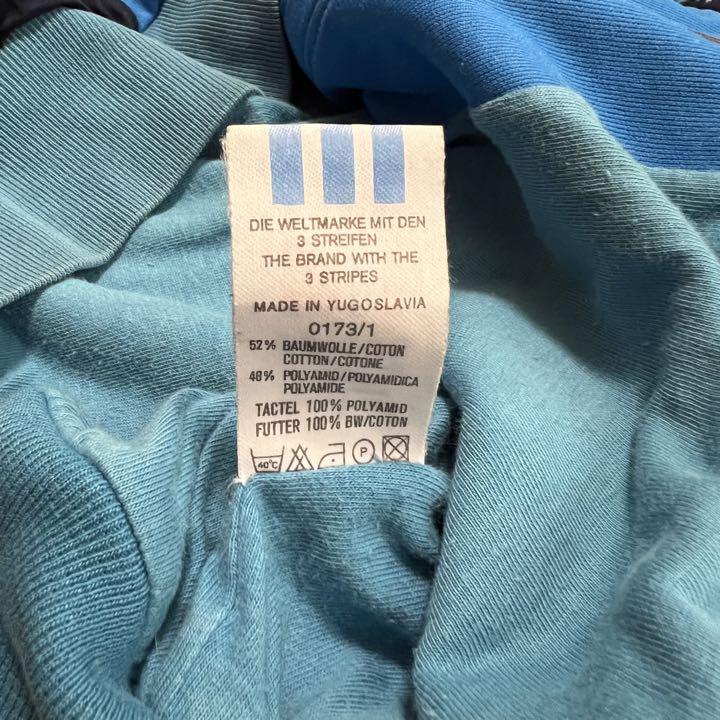 DIE WELTMARKE MIT DEN
3 STREIFEN
THE BRAND WITH THE
3 STRIPES
MADE IN YUGOSLAVIA
0173/1
52% BAUMWOLLE/COTON
COTTON/COTONE
48% POLYAMID/POLYAMIDICA
POLYAMIDE
TACTEL 100% POLYAMID
FUTTER 100% BW/COTON
40°C P